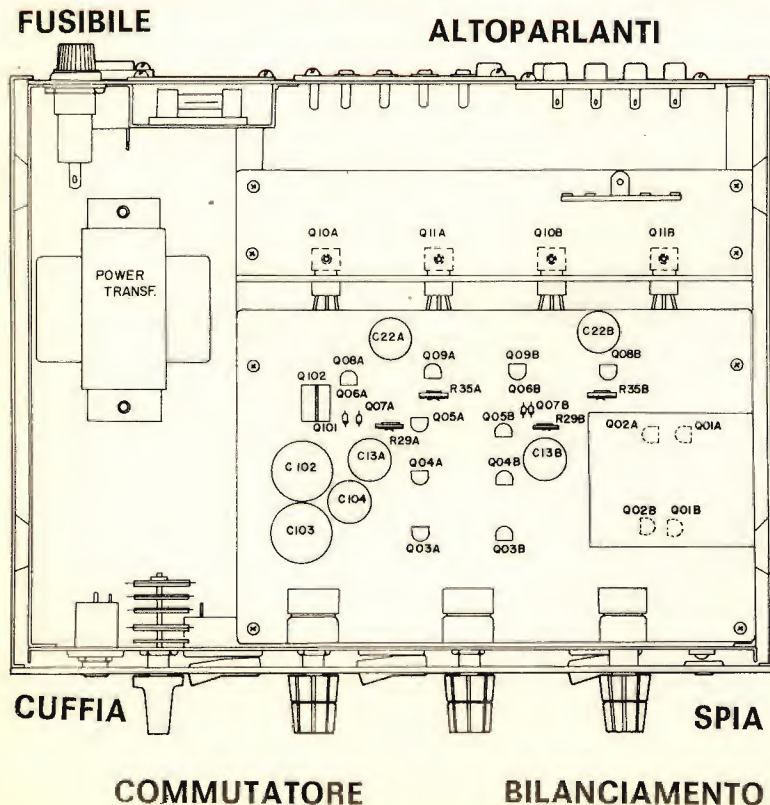 FUSIBILE
ALTOPARLANTI
Q10A Q11A Q10B Q11B
POWER
TRANSF.
C22A C22B
Q08A Q09A Q09B Q08B
Q102 Q06A R35A Q06B R35B
Q07A Q07B
Q101 Q05A Q05B R29B
R29A Q02A Q01A
C102 C13A Q04A Q04B C13B
C104
C103 Q02B Q01B
Q03A Q03B
CUFFIA SPIA
COMMUTATORE BILANCIAMENTO